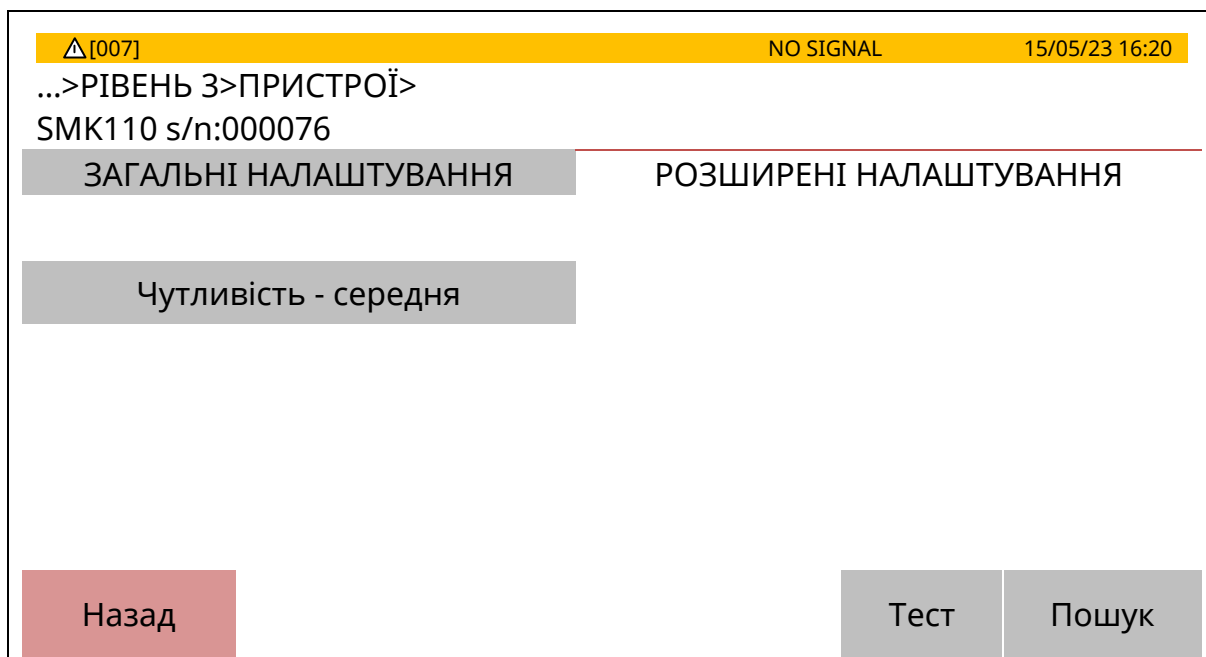 ⚠[007] NO SIGNAL 15/05/23 16:20
...>РІВЕНЬ 3>ПРИСТРОЇ>
SMK110 s/n:000076
ЗАГАЛЬНІ НАЛАШТУВАННЯ РОЗШИРЕНІ НАЛАШТУВАННЯ
Чутливість - середня
Назад Тест Пошук